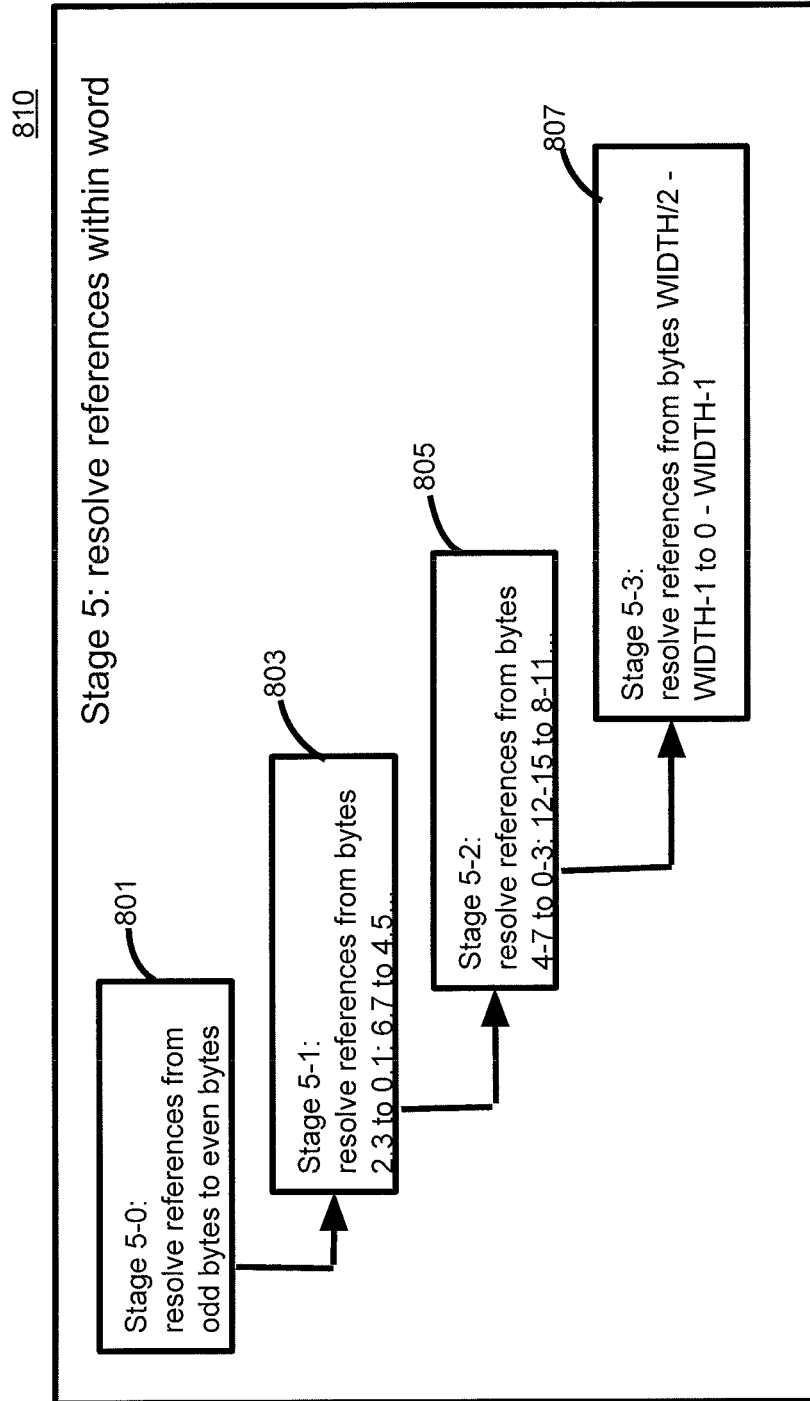 810
Stage 5: resolve references within word
801
Stage 5-0:
resolve references from
odd bytes to even bytes
803
Stage 5-1:
resolve references from bytes
2,3 to 0,1; 6,7 to 4,5...
805
Stage 5-2:
resolve references from bytes
4-7 to 0-3; 12-15 to 8-11...
807
Stage 5-3:
resolve references from bytes WIDTH/2 -
WIDTH-1 to 0 - WIDTH-1